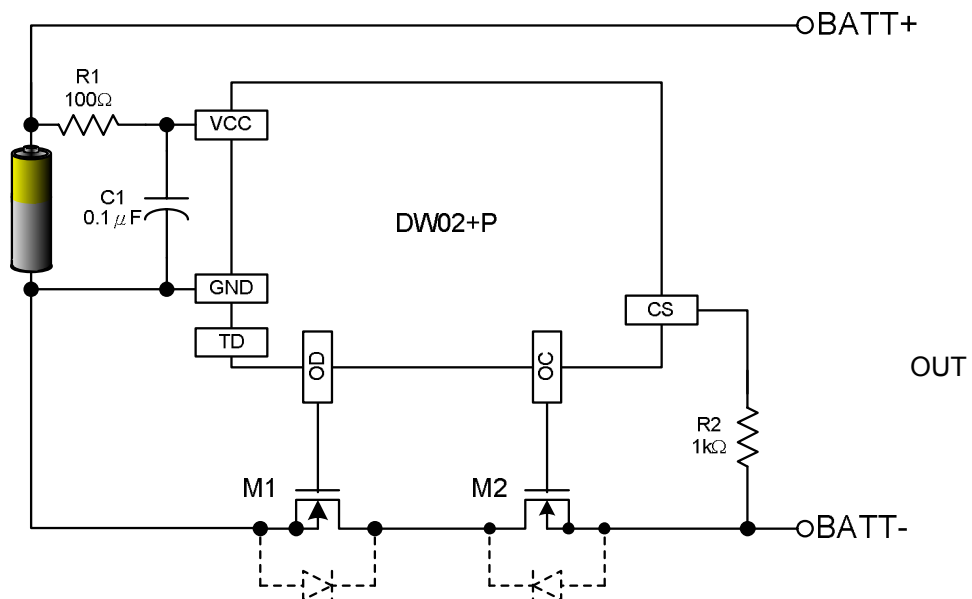 BATT+
R1
100Ω
VCC
C1
0.1μF
DW02+P
GND
CS
TD
OD
OC
OUT
R2
1kΩ
M1
M2
BATT-